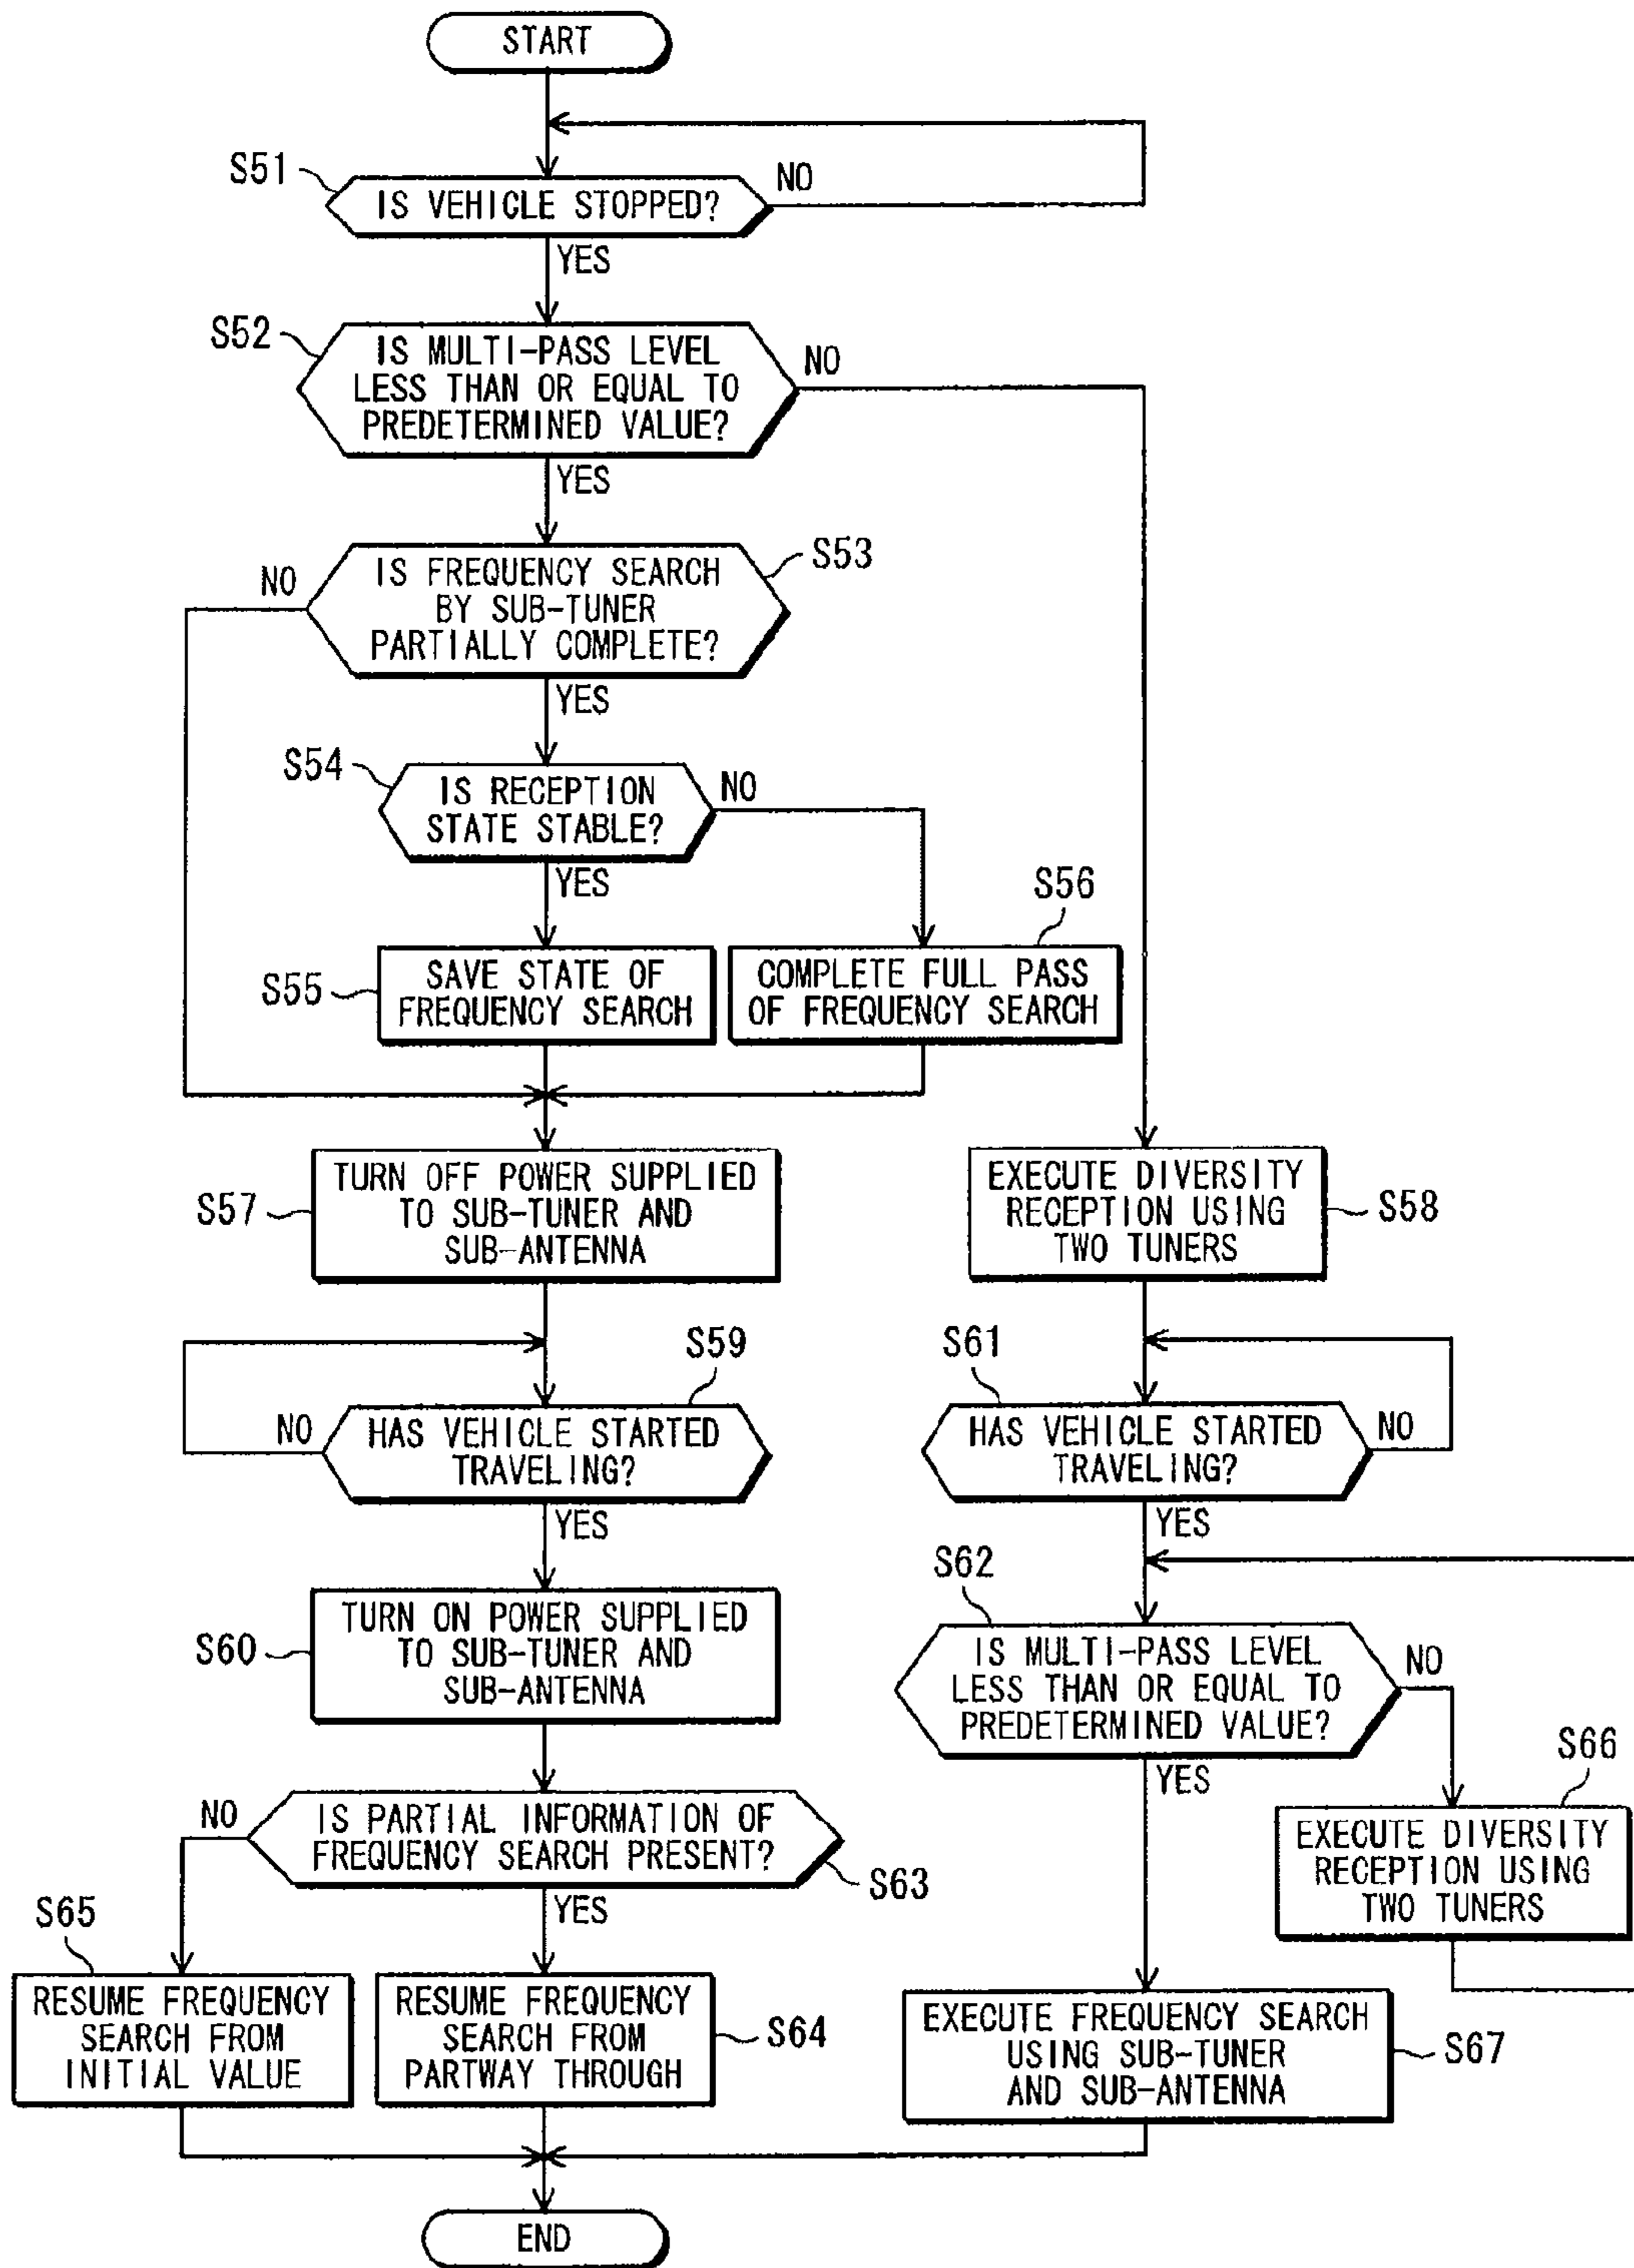 START
S51
IS VEHICLE STOPPED?
NO
YES
S52
IS MULTI-PASS LEVEL
LESS THAN OR EQUAL TO
PREDETERMINED VALUE?
NO
YES
S53
IS FREQUENCY SEARCH
BY SUB-TUNER
PARTIALLY COMPLETE?
NO
YES
S54
IS RECEPTION
STATE STABLE?
NO
YES
S55
SAVE STATE OF
FREQUENCY SEARCH
S56
COMPLETE FULL PASS
OF FREQUENCY SEARCH
S57
TURN OFF POWER SUPPLIED
TO SUB-TUNER AND
SUB-ANTENNA
EXECUTE DIVERSITY
RECEPTION USING
TWO TUNERS
S58
S59
HAS VEHICLE STARTED
TRAVELING?
NO
YES
S61
HAS VEHICLE STARTED
TRAVELING?
NO
YES
S60
TURN ON POWER SUPPLIED
TO SUB-TUNER AND
SUB-ANTENNA
S62
IS MULTI-PASS LEVEL
LESS THAN OR EQUAL TO
PREDETERMINED VALUE?
NO
YES
S66
EXECUTE DIVERSITY
RECEPTION USING
TWO TUNERS
NO
IS PARTIAL INFORMATION OF
FREQUENCY SEARCH PRESENT?
S63
YES
S65
RESUME FREQUENCY
SEARCH FROM
INITIAL VALUE
RESUME FREQUENCY
SEARCH FROM
PARTWAY THROUGH
S64
EXECUTE FREQUENCY SEARCH
USING SUB-TUNER
AND SUB-ANTENNA
S67
END